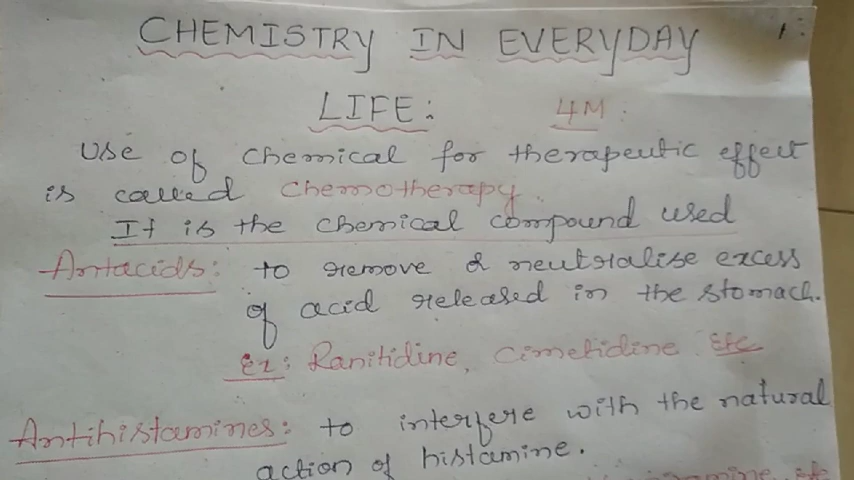 CHEMISTRY IN EVERYDAY
LIFE: 4M:
Use of chemical for therapeutic effect
is called Chemotherapy.
It is the chemical compound used
Antacids: to remove & neutralise excess
of acid released in the stomach.
Ex: Ranitidine, Cimetidine Etc
Antihistamines: to interfere with the natural
action of histamine.